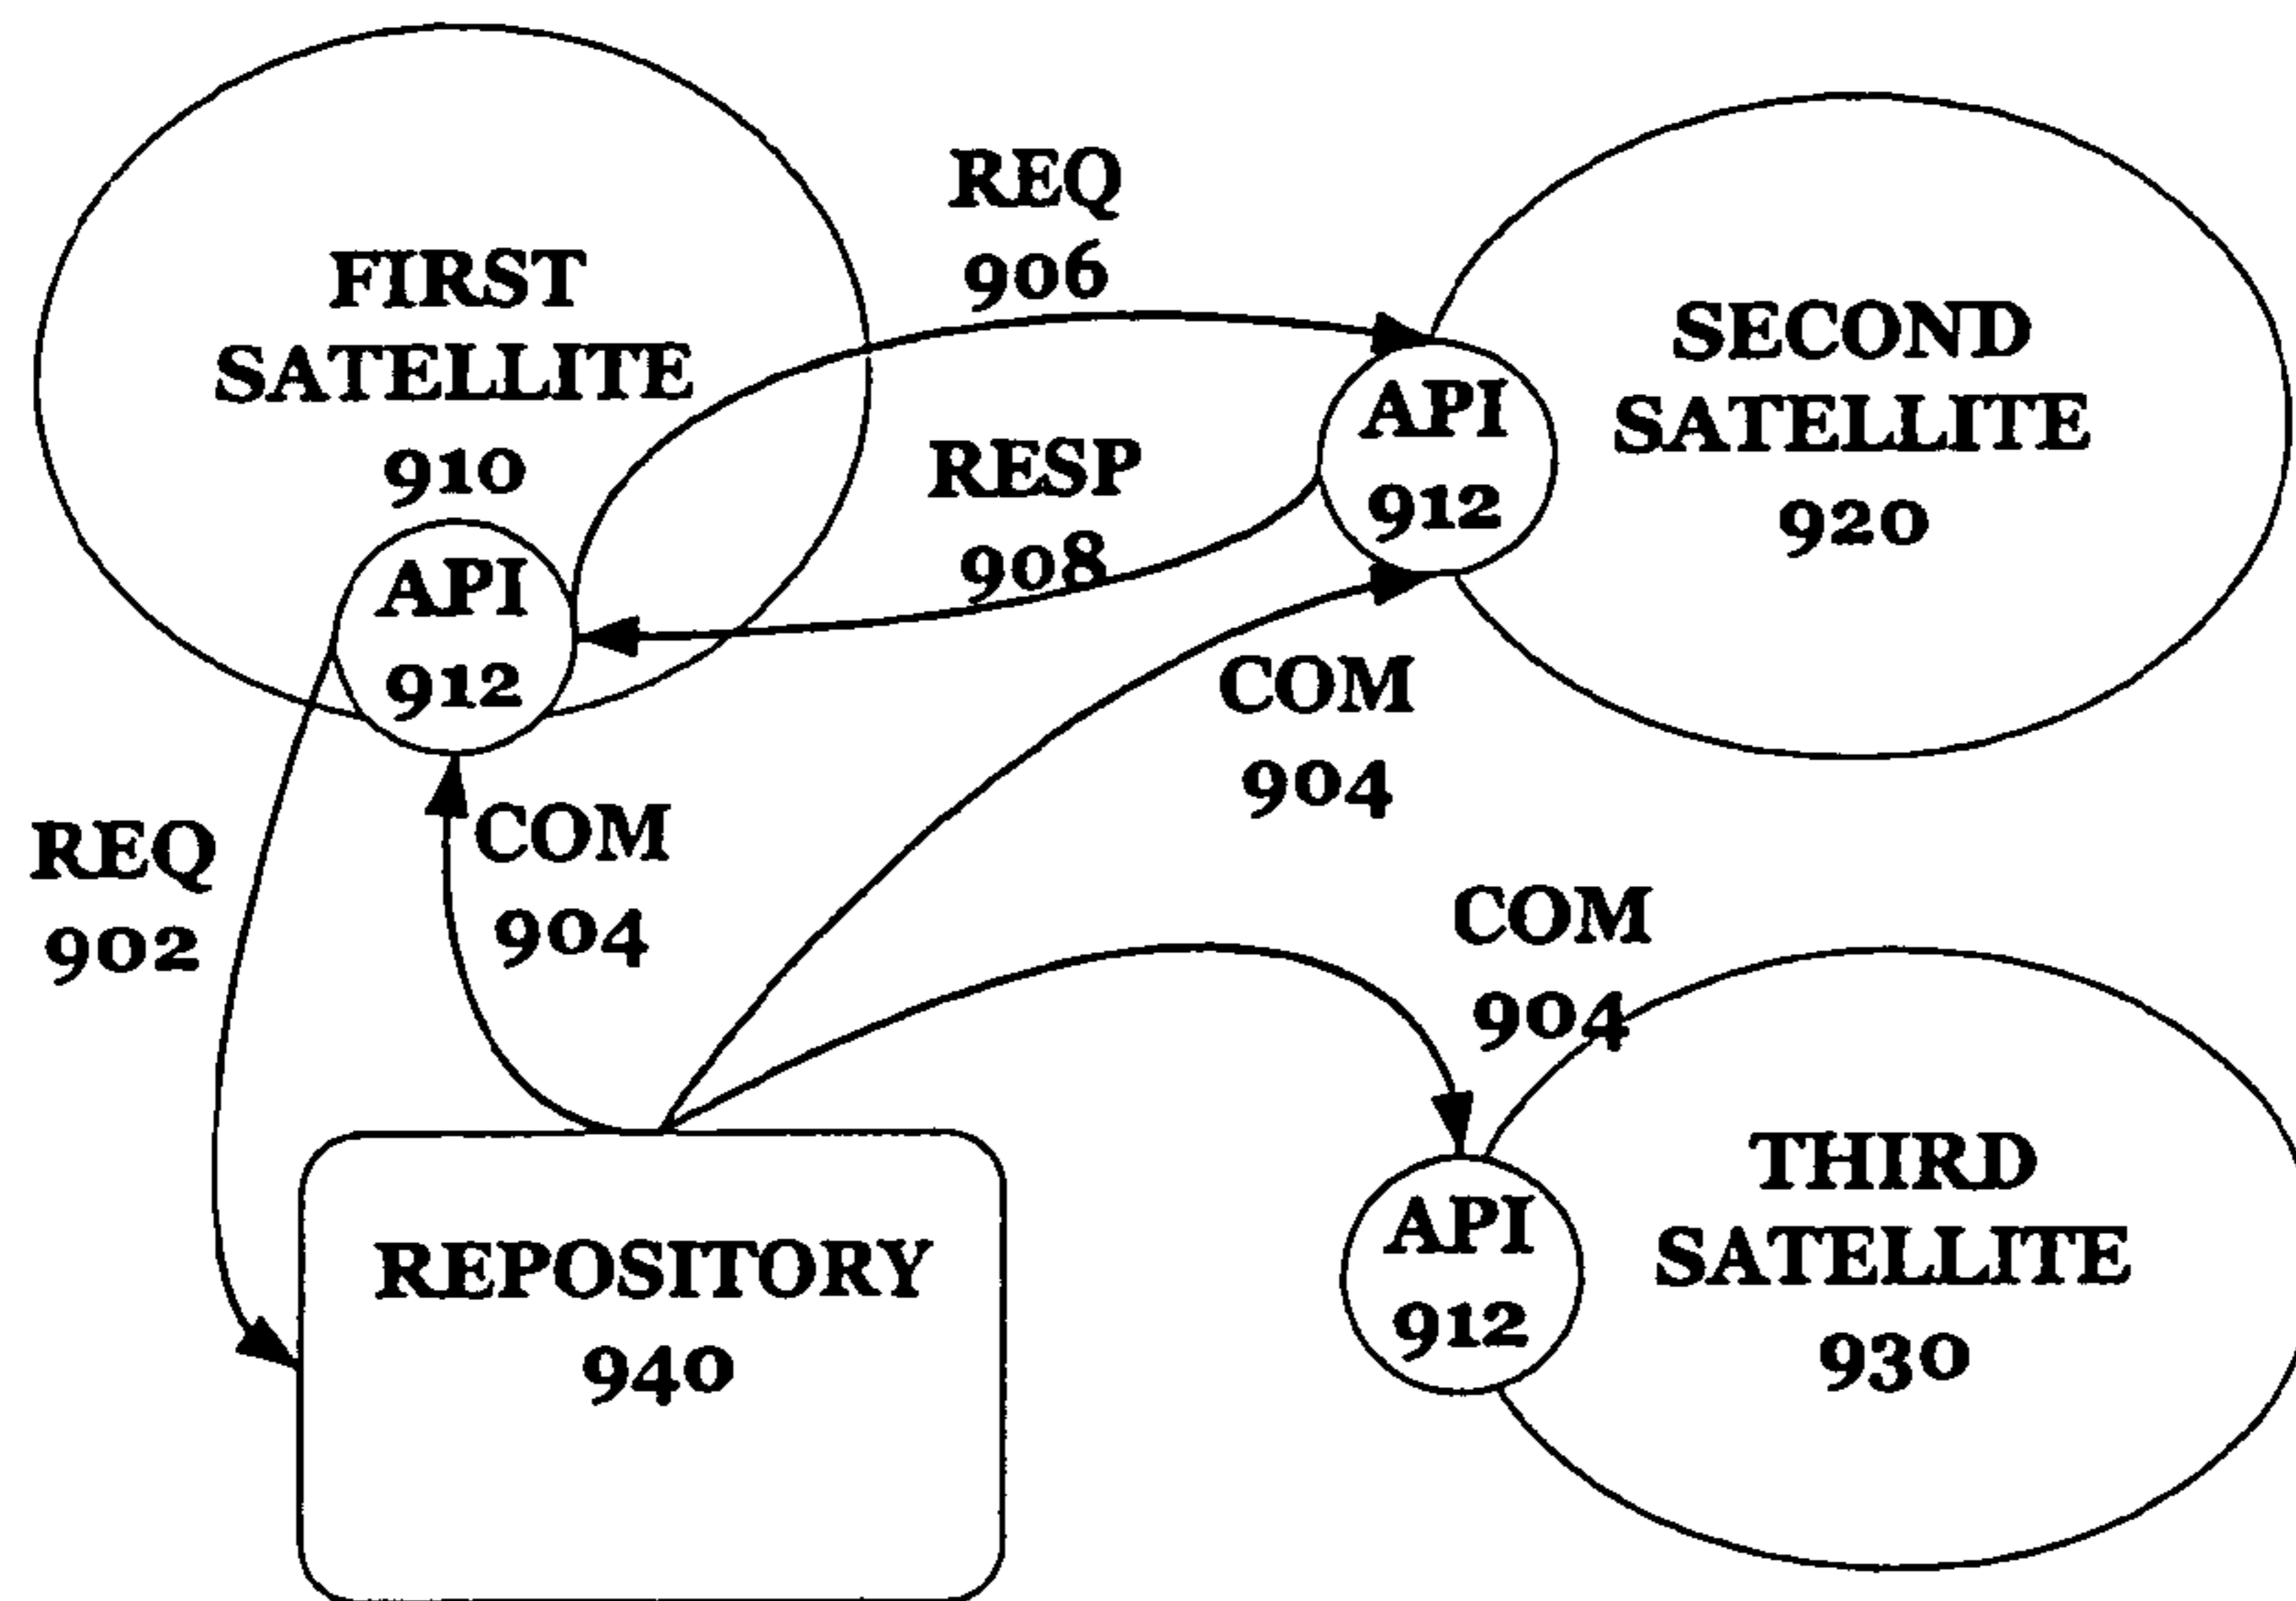 FIRST
SATELLITE
910
API
912
REQ
906
RESP
908
SECOND
SATELLITE
920
API
912
REQ
902
COM
904
COM
904
COM
904
REPOSITORY
940
API
912
THIRD
SATELLITE
930